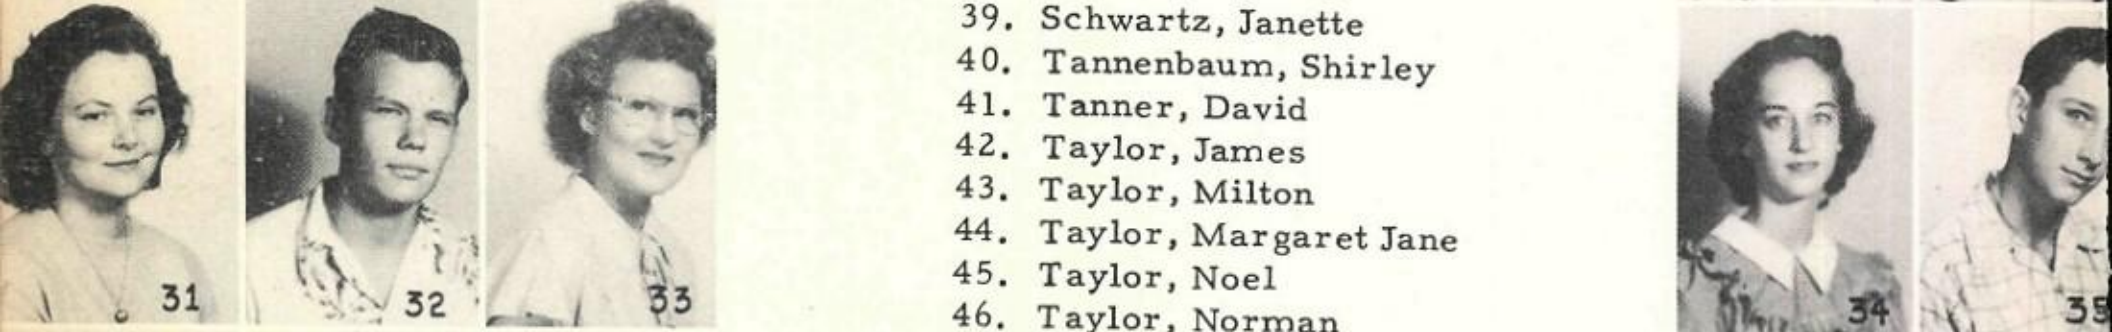 31
32
33
39. Schwartz, Janette
40. Tannenbaum, Shirley
41. Tanner, David
42. Taylor, James
43. Taylor, Milton
44. Taylor, Margaret Jane
45. Taylor, Noel
46. Taylor, Norman
34
35